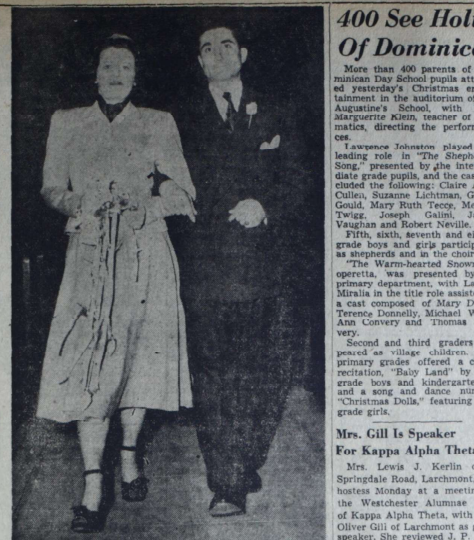 400 See Holi
Of Dominica
More than 400 parents of
minican Day School pupils att
ed yesterday's Christmas en
tainment in the auditorium of
Augustine's School, with
Marguerite Klein, teacher of
matics, directing the perfor
ces.
Lawrence Johnston played
leading role in "The Sheph
Song," presented by the inte
diate grade pupils, and the cas
cluded the following: Claire
Cullen, Suzanne Lichtman, G
Gould, Mary Ruth Tecce, Me
Twigg, Joseph Galini, J
Vaughan and Robert Neville.
Fifth, sixth, seventh and ei
grade boys and girls particip
as shepherds and in the choir
"The Warm-hearted Snow
operetta, was presented by
primary department, with La
Miralia in the title role assist
a cast composed of Mary D
Terence Donnelly, Michael W
Ann Convery and Thomas
very.
Second and third graders
peared as village children.
primary grades offered a c
recitation, "Baby Land" by
grade boys and kindergarte
and a song and dance nu
"Christmas Dolls," featuring
grade girls.
Mrs. Gill Is Speaker
For Kappa Alpha Theta
Mrs. Lewis J. Kerlin
Springdale Road, Larchmont,
hostess Monday at a meetin
the Westchester Alumnae
of Kappa Alpha Theta, with
Oliver Gill of Larchmont as
speaker. She reviewed J. P.